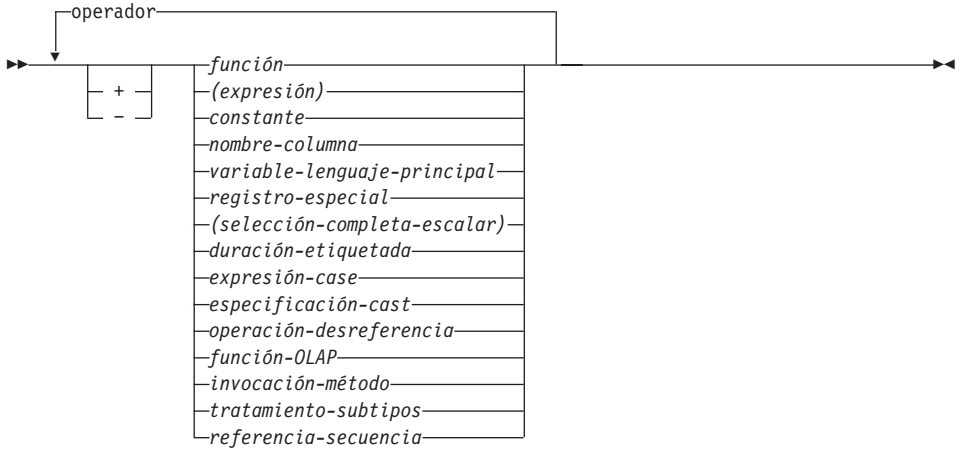 operador
función
+
(expresión)
–
constante
nombre-columna
variable-lenguaje-principal
registro-especial
(selección-completa-escalar)
duración-etiquetada
expresión-case
especificación-cast
operación-desreferencia
función-OLAP
invocación-método
tratamiento-subtipos
referencia-secuencia